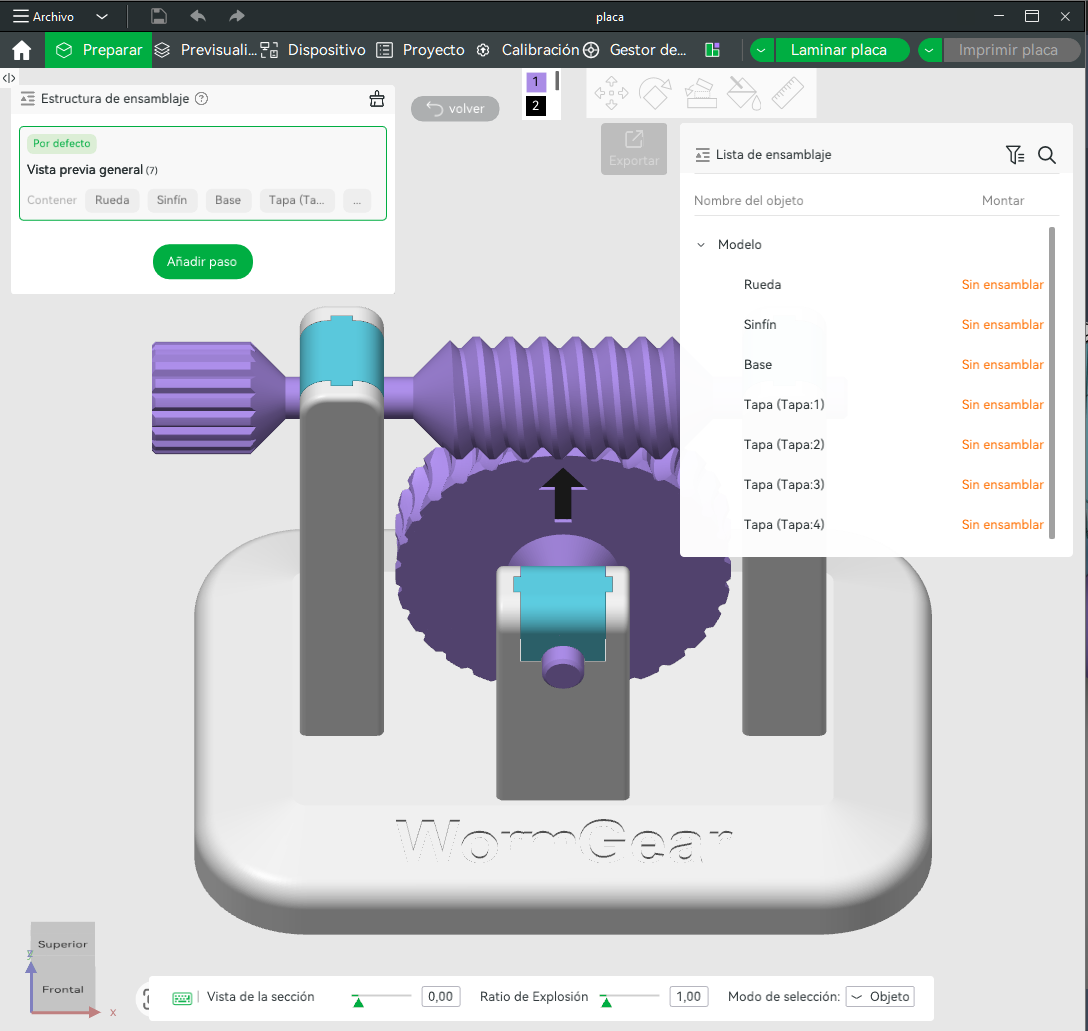 Archivo
placa
Preparar
Previsuali...
Dispositivo
Proyecto
Calibración
Gestor de...
Laminar placa
Imprimir placa
Estructura de ensamblaje
Por defecto
Vista previa general (7)
Contener Rueda Sinfín Base Tapa (Ta... ...
Añadir paso
volver
1
2
Exportar
Lista de ensamblaje
Nombre del objeto Montar
Modelo
Rueda Sin ensamblar
Sinfín Sin ensamblar
Base Sin ensamblar
Tapa (Tapa:1) Sin ensamblar
Tapa (Tapa:2) Sin ensamblar
Tapa (Tapa:3) Sin ensamblar
Tapa (Tapa:4) Sin ensamblar
WormGear
Superior
Z
Frontal
X
Vista de la sección 0,00 Ratio de Explosión 1,00 Modo de selección: Objeto